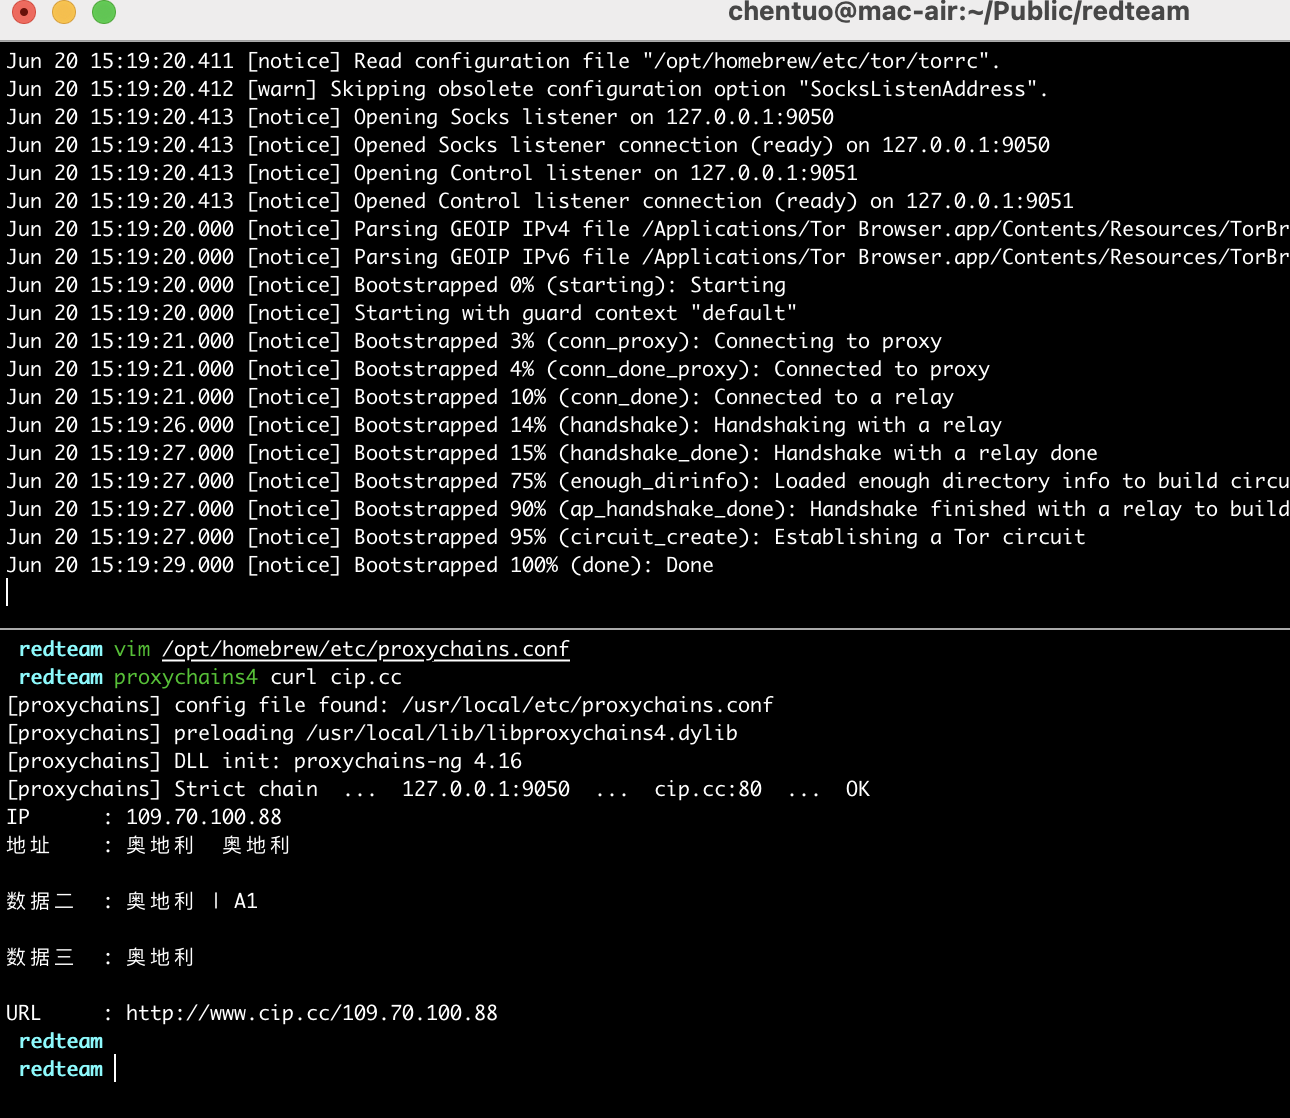 chentuo@mac-air:~/Public/redteam
Jun 20 15:19:20.411 [notice] Read configuration file "/opt/homebrew/etc/tor/torrc".
Jun 20 15:19:20.412 [warn] Skipping obsolete configuration option "SocksListenAddress".
Jun 20 15:19:20.413 [notice] Opening Socks listener on 127.0.0.1:9050
Jun 20 15:19:20.413 [notice] Opened Socks listener connection (ready) on 127.0.0.1:9050
Jun 20 15:19:20.413 [notice] Opening Control listener on 127.0.0.1:9051
Jun 20 15:19:20.413 [notice] Opened Control listener connection (ready) on 127.0.0.1:9051
Jun 20 15:19:20.000 [notice] Parsing GEOIP IPv4 file /Applications/Tor Browser.app/Contents/Resources/TorBr
Jun 20 15:19:20.000 [notice] Parsing GEOIP IPv6 file /Applications/Tor Browser.app/Contents/Resources/TorBr
Jun 20 15:19:20.000 [notice] Bootstrapped 0% (starting): Starting
Jun 20 15:19:20.000 [notice] Starting with guard context "default"
Jun 20 15:19:21.000 [notice] Bootstrapped 3% (conn_proxy): Connecting to proxy
Jun 20 15:19:21.000 [notice] Bootstrapped 4% (conn_done_proxy): Connected to proxy
Jun 20 15:19:21.000 [notice] Bootstrapped 10% (conn_done): Connected to a relay
Jun 20 15:19:26.000 [notice] Bootstrapped 14% (handshake): Handshaking with a relay
Jun 20 15:19:27.000 [notice] Bootstrapped 15% (handshake_done): Handshake with a relay done
Jun 20 15:19:27.000 [notice] Bootstrapped 75% (enough_dirinfo): Loaded enough directory info to build circu
Jun 20 15:19:27.000 [notice] Bootstrapped 90% (ap_handshake_done): Handshake finished with a relay to build
Jun 20 15:19:27.000 [notice] Bootstrapped 95% (circuit_create): Establishing a Tor circuit
Jun 20 15:19:29.000 [notice] Bootstrapped 100% (done): Done
redteam vim /opt/homebrew/etc/proxychains.conf
redteam proxychains4 curl cip.cc
[proxychains] config file found: /usr/local/etc/proxychains.conf
[proxychains] preloading /usr/local/lib/libproxychains4.dylib
[proxychains] DLL init: proxychains-ng 4.16
[proxychains] Strict chain ... 127.0.0.1:9050 ... cip.cc:80 ... OK
IP : 109.70.100.88
地址 : 奥地利 奥地利
数据二 : 奥地利 | A1
数据三 : 奥地利
URL : http://www.cip.cc/109.70.100.88
redteam
redteam